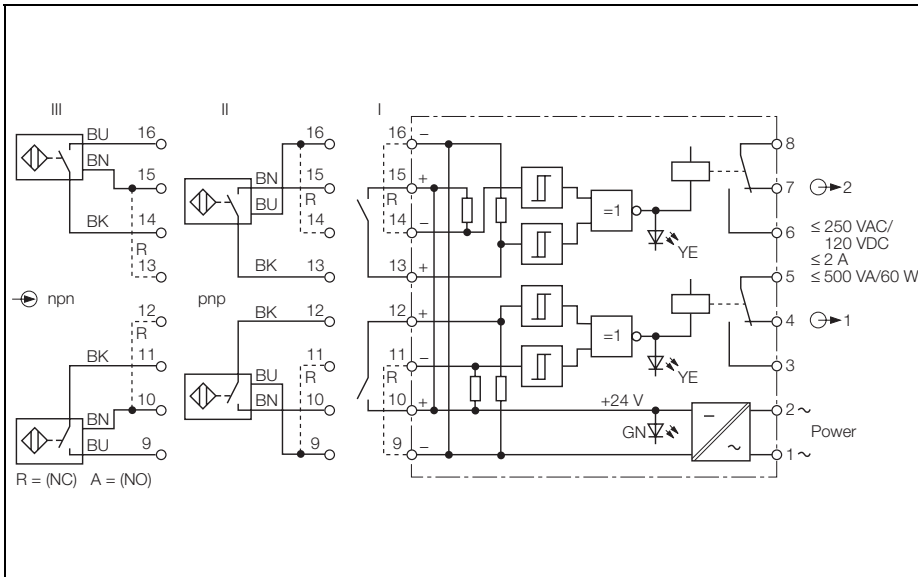 III
II
I
BU 16
BN 15
BK 14
R
13
npn
12
R
BK 11
BN 10
BU 9
R = (NC) A = (NO)
16
BN 15
BU R
14
BK 13
pnp
BK 12
BU 11
R
BN 10
9
16 −
15 +
R
14 −
13 +
12 +
11 −
R
10 +
9 −
=1
YE
=1
YE
+24 V
GN
−
~
8
7 2
6
≤ 250 VAC/
120 VDC
≤ 2 A
≤ 500 VA/60 W
5
4 1
3
2 ~
Power
1 ~